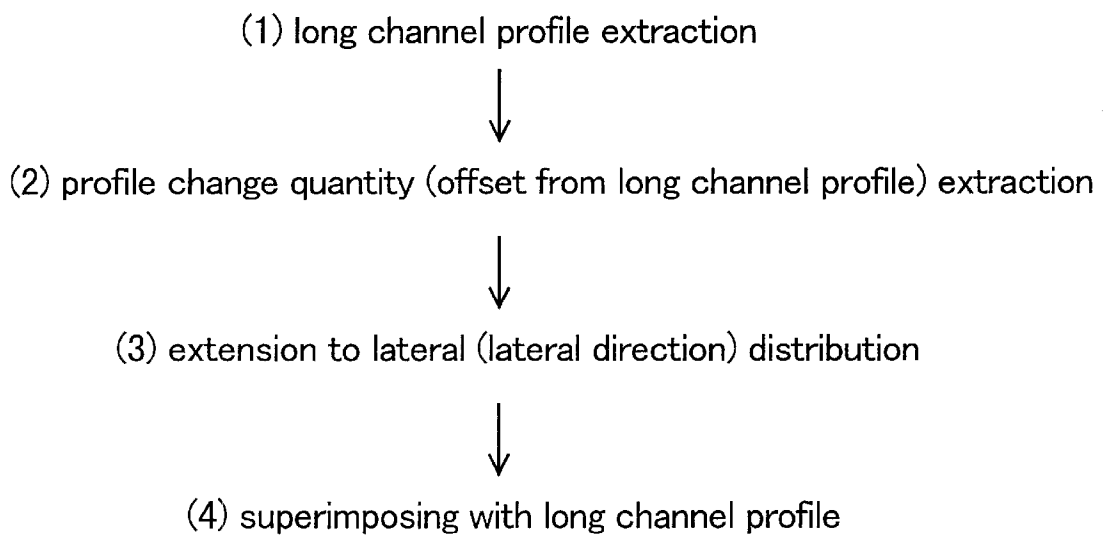 (1) long channel profile extraction
(2) profile change quantity (offset from long channel profile) extraction
(3) extension to lateral (lateral direction) distribution
(4) superimposing with long channel profile